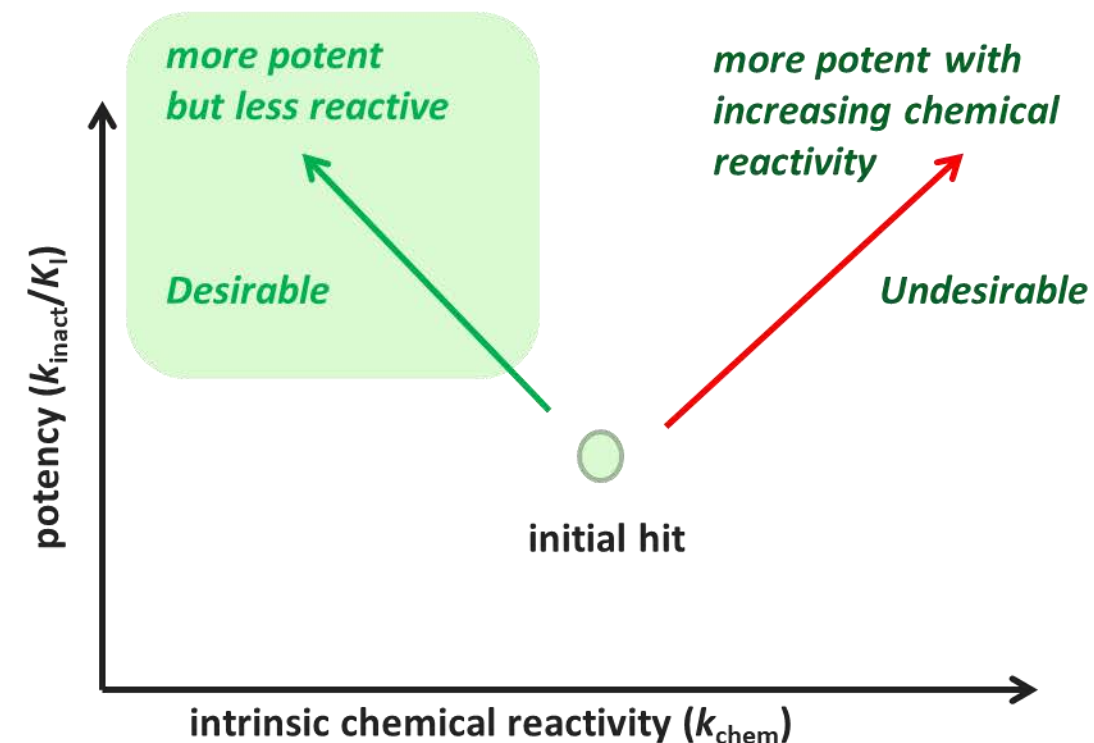 more potent
but less reactive
more potent with
increasing chemical
reactivity
Desirable
Undesirable
potency (kinact/KI)
initial hit
intrinsic chemical reactivity (kchem)